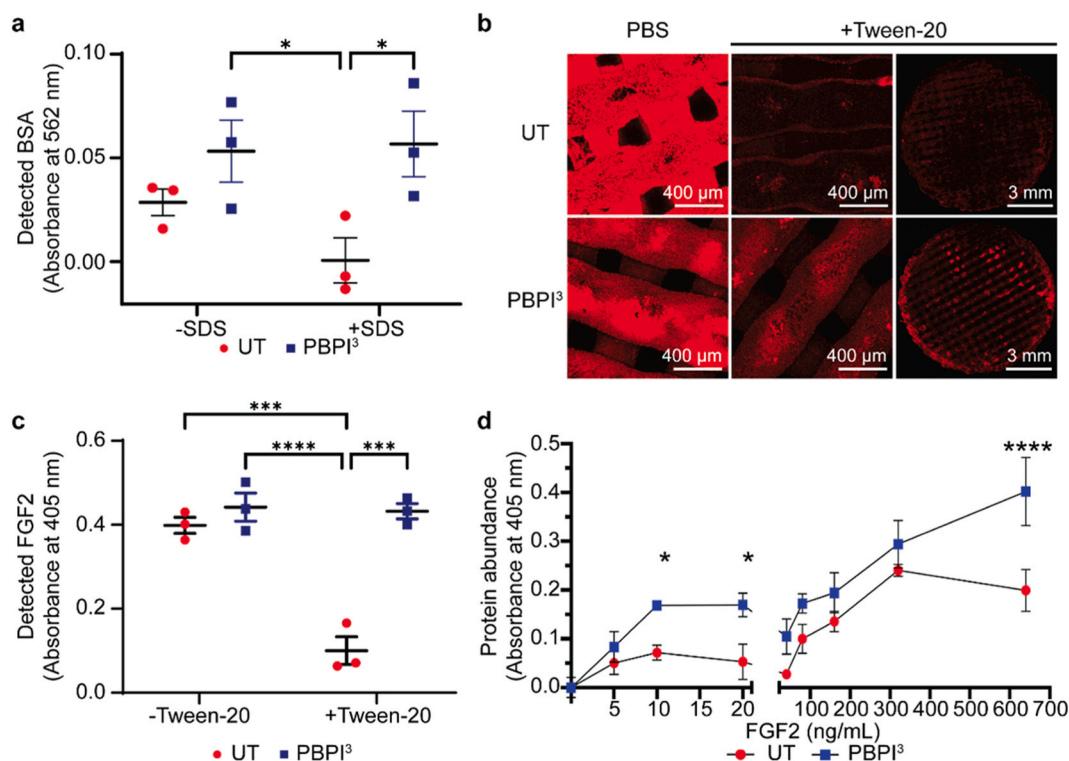 a
Detected BSA
(Absorbance at 562 nm)
0.10
0.05
0.00
*
*
-SDS
+SDS
UT
PBPI³
b
PBS
+Tween-20
UT
400 µm
400 µm
3 mm
PBPI³
400 µm
400 µm
3 mm
c
Detected FGF2
(Absorbance at 405 nm)
0.6
0.4
0.2
0.0
***
****
***
-Tween-20
+Tween-20
UT
PBPI³
d
Protein abundance
(Absorbance at 405 nm)
0.5
0.4
0.3
0.2
0.1
0.0
*
*
****
5
10
15
20
100
200
300
400
500
600
700
FGF2 (ng/mL)
UT
PBPI³